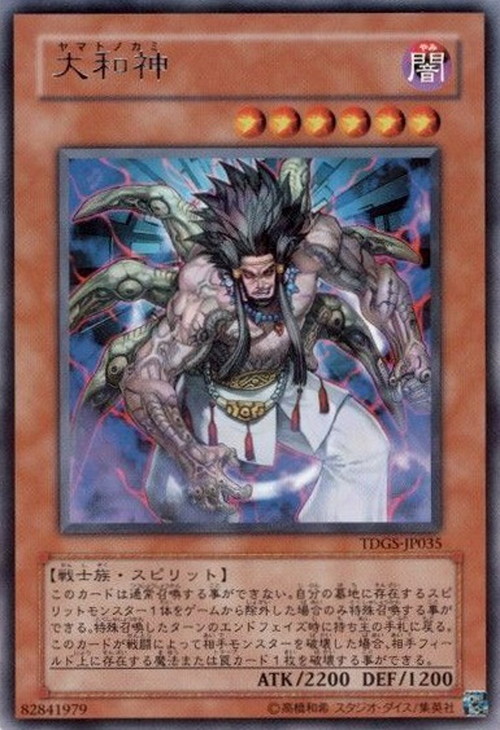 ヤマトノカミ
大和神
やみ
闇
TDGS-JP035
【戦士族・スピリット】
このカードは通常召喚する事ができない。自分の墓地に存在するスピ
リットモンスター1体をゲームから除外した場合のみ特殊召喚する事が
できる。特殊召喚したターンのエンドフェイズ時に持ち主の手札に戻る。
このカードが戦闘によって相手モンスターを破壊した場合、相手フィー
ルド上に存在する魔法または罠カード1枚を破壊する事ができる。
ATK/2200 DEF/1200
82841979
©高橋和希 スタジオ・ダイス/集英社